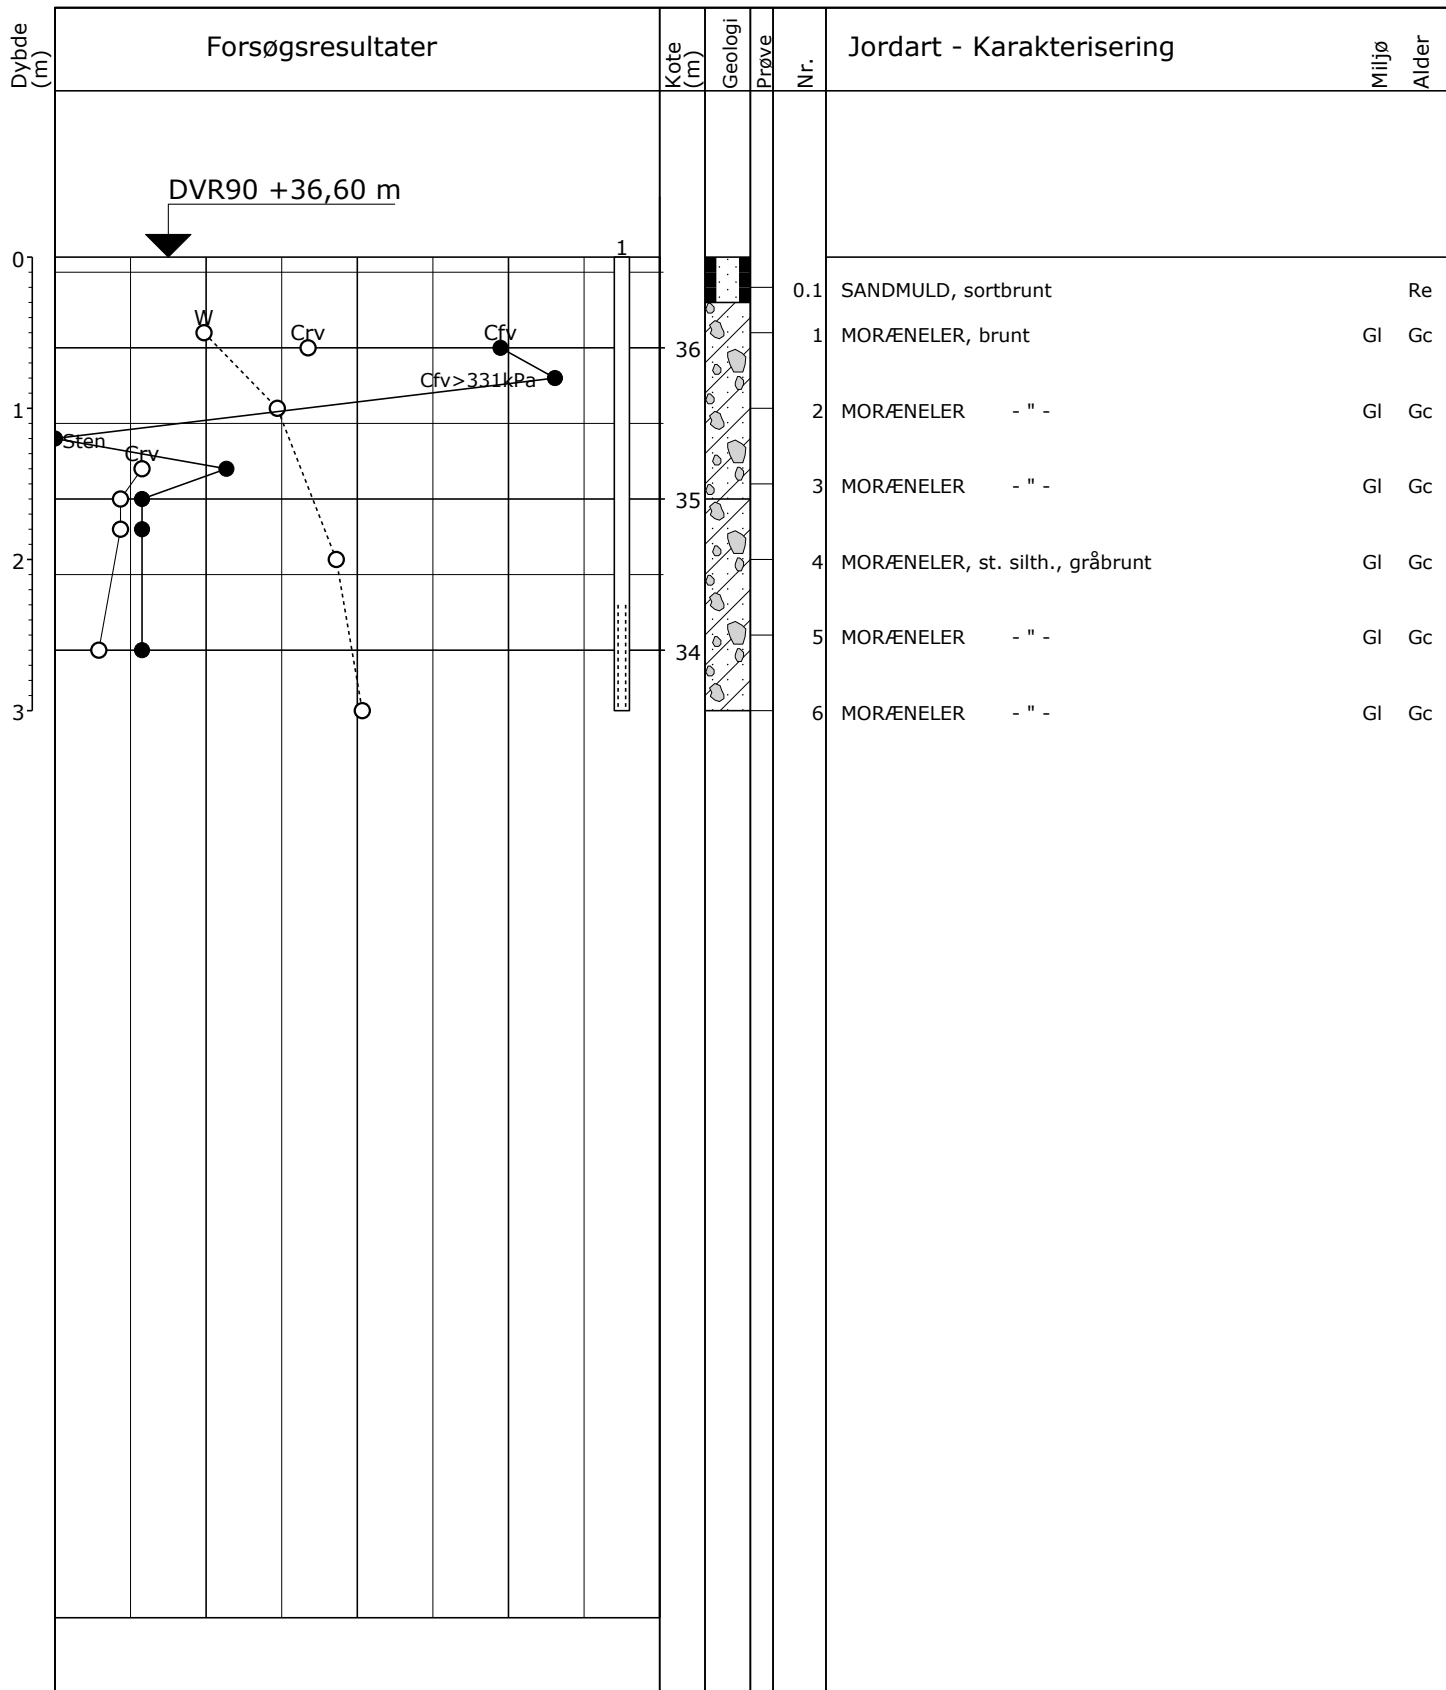 Dybde (m) Forsøgsresultater Kote (m) Geologi Prøve Nr. Jordart - Karakterisering Miljø Alder
DVR90 +36,60 m
1
0
0.1 SANDMULD, sortbrunt Re
W
Crv Cfv
1 MORÆNELER, brunt Gl Gc
36
Cfv>331kPa
1
2 MORÆNELER - " - Gl Gc
Sten
Crv
3 MORÆNELER - " - Gl Gc
35
2
4 MORÆNELER, st. silth., gråbrunt Gl Gc
5 MORÆNELER - " - Gl Gc
34
3
6 MORÆNELER - " - Gl Gc